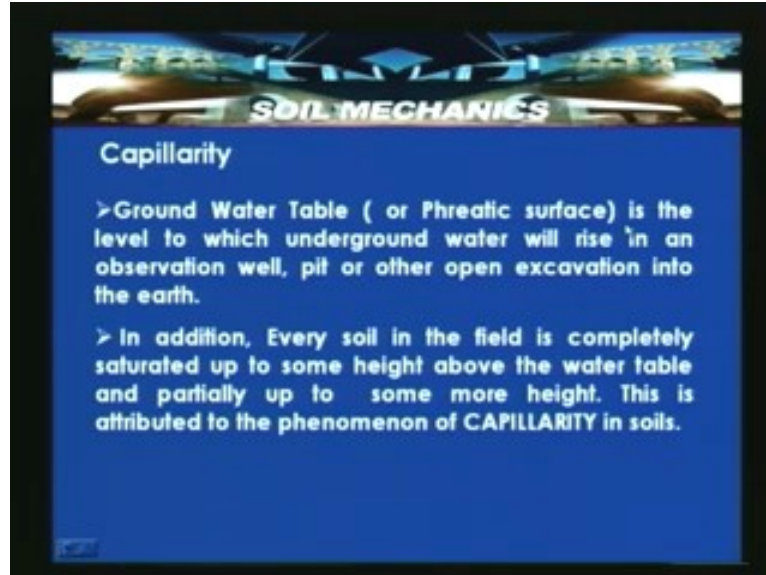 SOIL MECHANICS
Capillarity
➢Ground Water Table ( or Phreatic surface) is the
level to which underground water will rise in an
observation well, pit or other open excavation into
the earth.
➢ In addition, Every soil in the field is completely
saturated up to some height above the water table
and partially up to some more height. This is
attributed to the phenomenon of CAPILLARITY in soils.